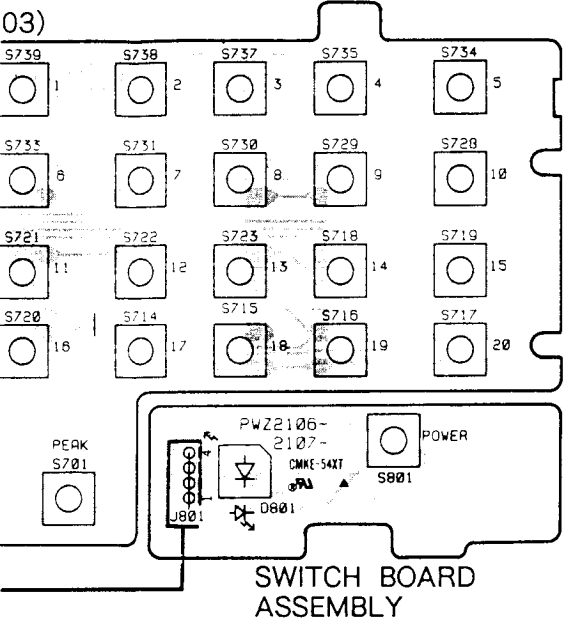 03)
S739 S738 S737 S735 S734
1 2 3 4 5
S733 S731 S730 S729 S728
6 7 8 9 10
S721 S722 S723 S718 S719
11 12 13 14 15
S720 S714 S715 S716 S717
16 17 18 19 20
PWZ2106-
2107-
PEAK
S701
4
1
J801
CMKE-54XT
D801
POWER
S801
SWITCH BOARD
ASSEMBLY